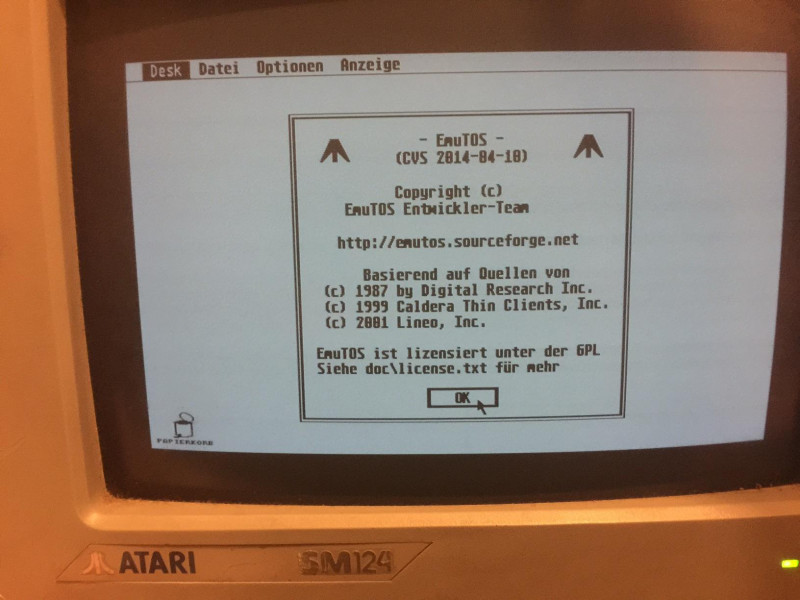 Desk Datei Optionen Anzeige
- EmuTOS -
(CVS 2014-04-10)
Copyright (c)
EmuTOS Entwickler-Team
http://emutos.sourceforge.net
Basierend auf Quellen von
(c) 1987 by Digital Research Inc.
(c) 1999 Caldera Thin Clients, Inc.
(c) 2001 Lineo, Inc.
EmuTOS ist lizensiert unter der GPL
Siehe doc\license.txt für mehr
OK
PAPIERKORB
ATARI SM124